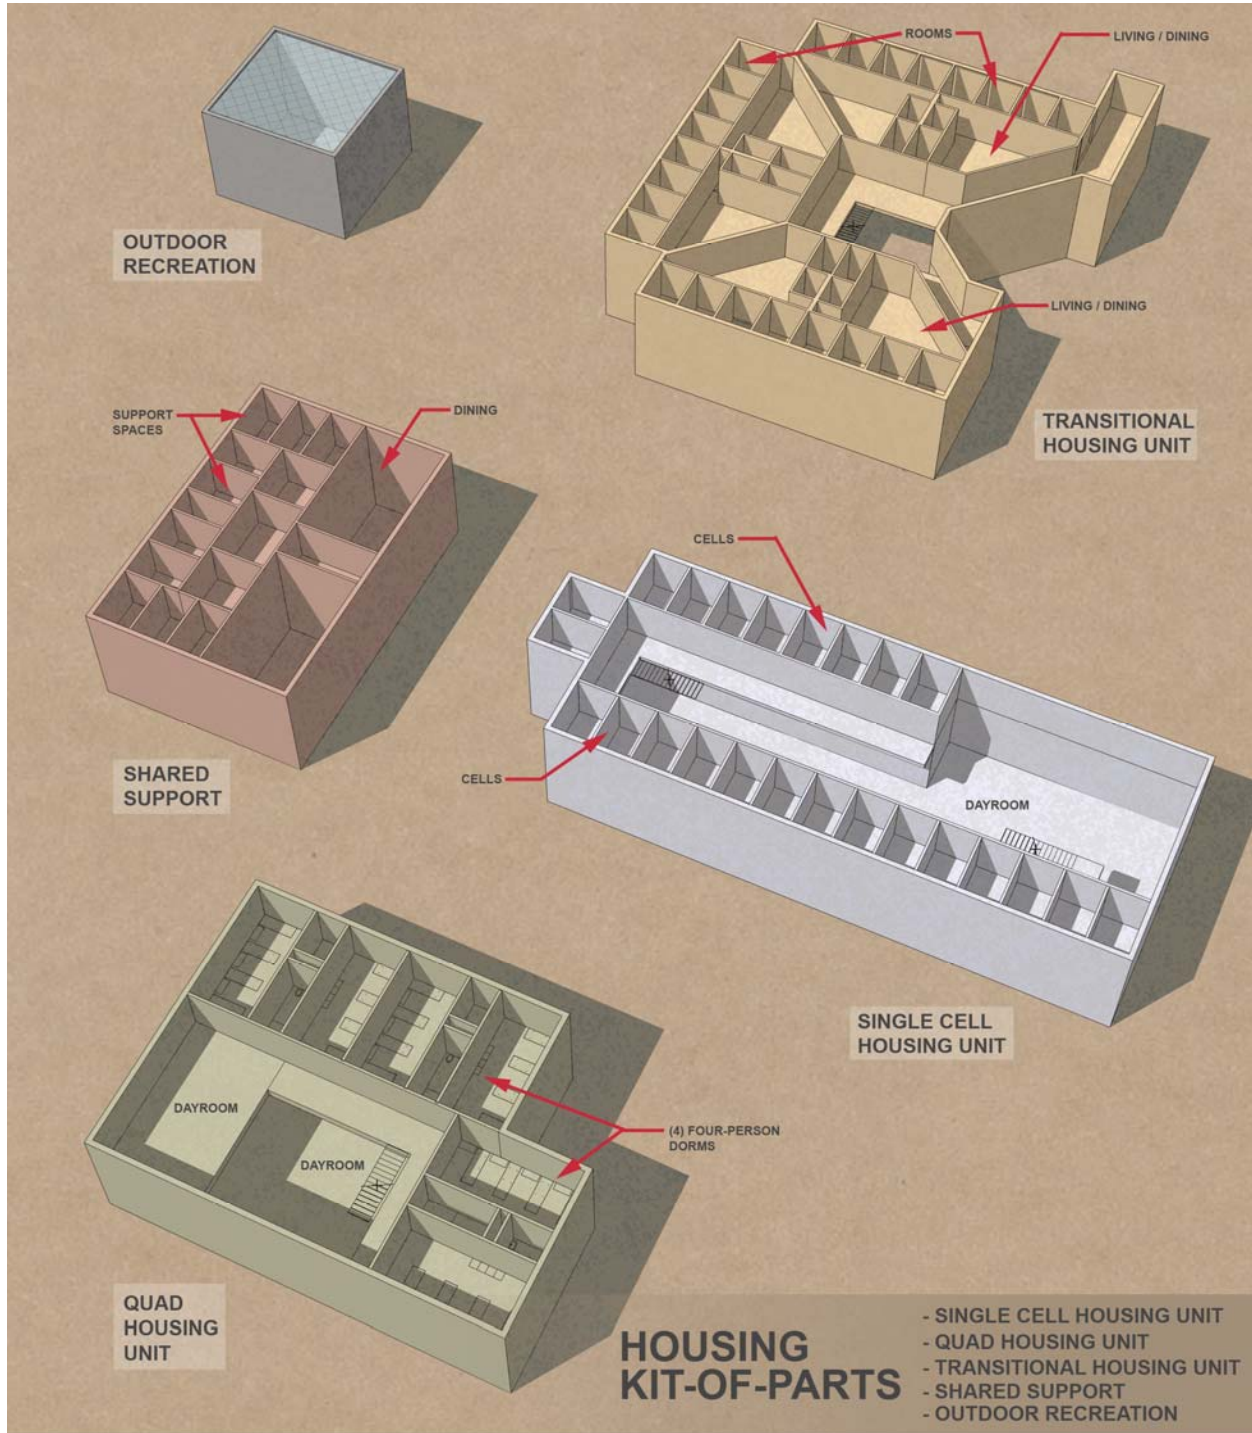 ROOMS
LIVING / DINING
OUTDOOR
RECREATION
LIVING / DINING
SUPPORT
SPACES
DINING
TRANSITIONAL
HOUSING UNIT
CELLS
SHARED
SUPPORT
CELLS
DAYROOM
SINGLE CELL
HOUSING UNIT
DAYROOM
DAYROOM
(4) FOUR-PERSON
DORMS
QUAD
HOUSING
UNIT
HOUSING
KIT-OF-PARTS
- SINGLE CELL HOUSING UNIT
- QUAD HOUSING UNIT
- TRANSITIONAL HOUSING UNIT
- SHARED SUPPORT
- OUTDOOR RECREATION